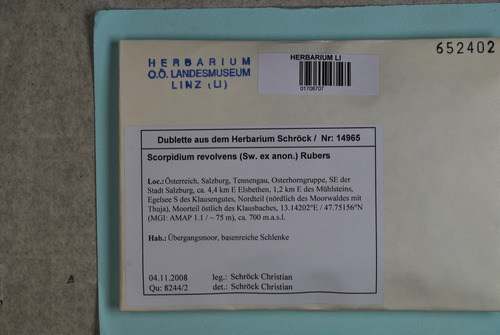 652402
HERBARIUM
O.Ö. LANDESMUSEUM
LINZ (LI)
HERBARIUM LI
01708707
Dublette aus dem Herbarium Schröck / Nr: 14965
Scorpidium revolvens (Sw. ex anon.) Rubers
Loc.: Österreich, Salzburg, Tennengau, Osterhorngruppe, SE der
Stadt Salzburg, ca. 4,4 km E Elsbethen, 1,2 km E des Mühlsteins,
Egelsee S des Klausengutes, Nordteil (nördlich des Moorwaldes mit
Thuja), Moorteil östlich des Klausbaches, 13.14202°E / 47.75156°N
(MGI: AMAP 1.1 / ~ 75 m), ca. 700 m.a.s.l.
Hab.: Übergangsmoor, basenreiche Schlenke
04.11.2008 leg.: Schröck Christian
Qu: 8244/2 det.: Schröck Christian